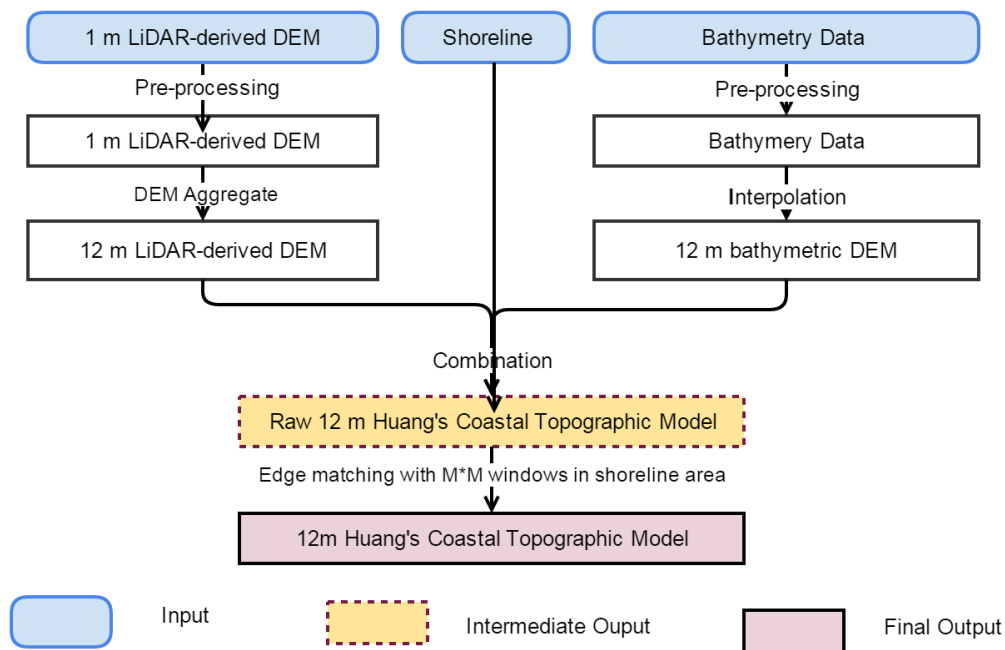 1 m LiDAR-derived DEM
Shoreline
Bathymetry Data
Pre-processing
Pre-processing
1 m LiDAR-derived DEM
Bathymery Data
DEM Aggregate
Interpolation
12 m LiDAR-derived DEM
12 m bathymetric DEM
Combination
Raw 12 m Huang's Coastal Topographic Model
Edge matching with M*M windows in shoreline area
12m Huang's Coastal Topographic Model
Input
Intermediate Ouput
Final Output